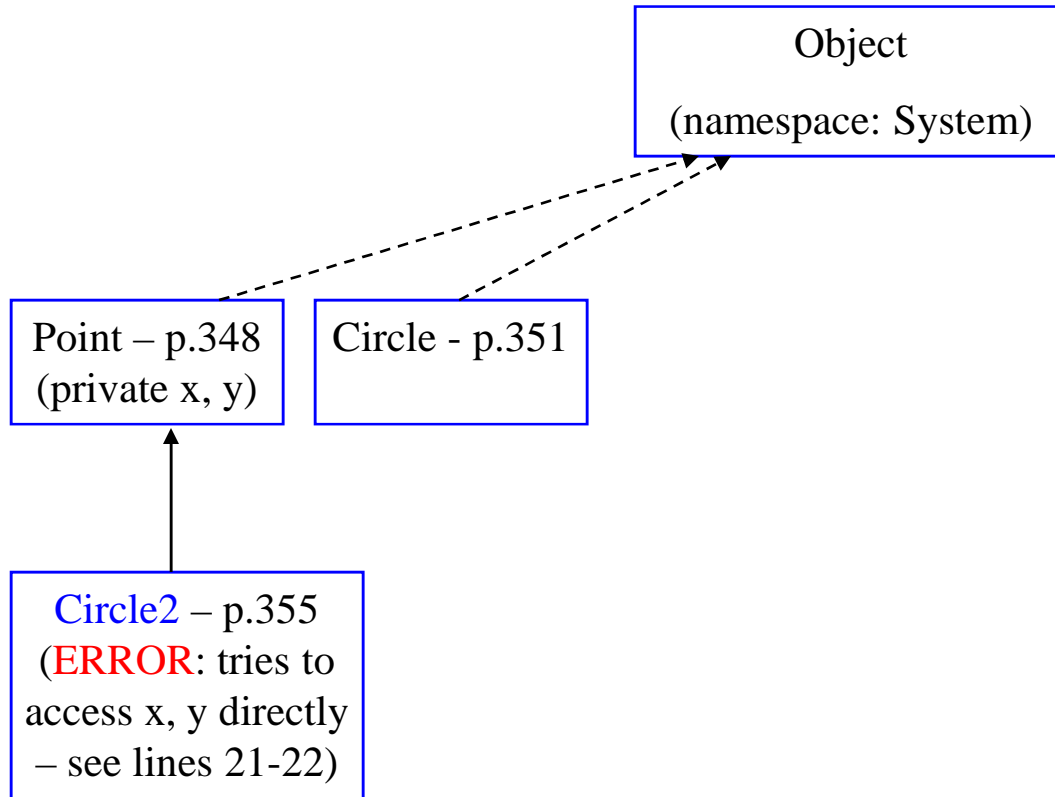 Object
(namespace: System)
Point – p.348
(private x, y)
Circle - p.351
Circle2 – p.355
(ERROR: tries to
access x, y directly
– see lines 21-22)